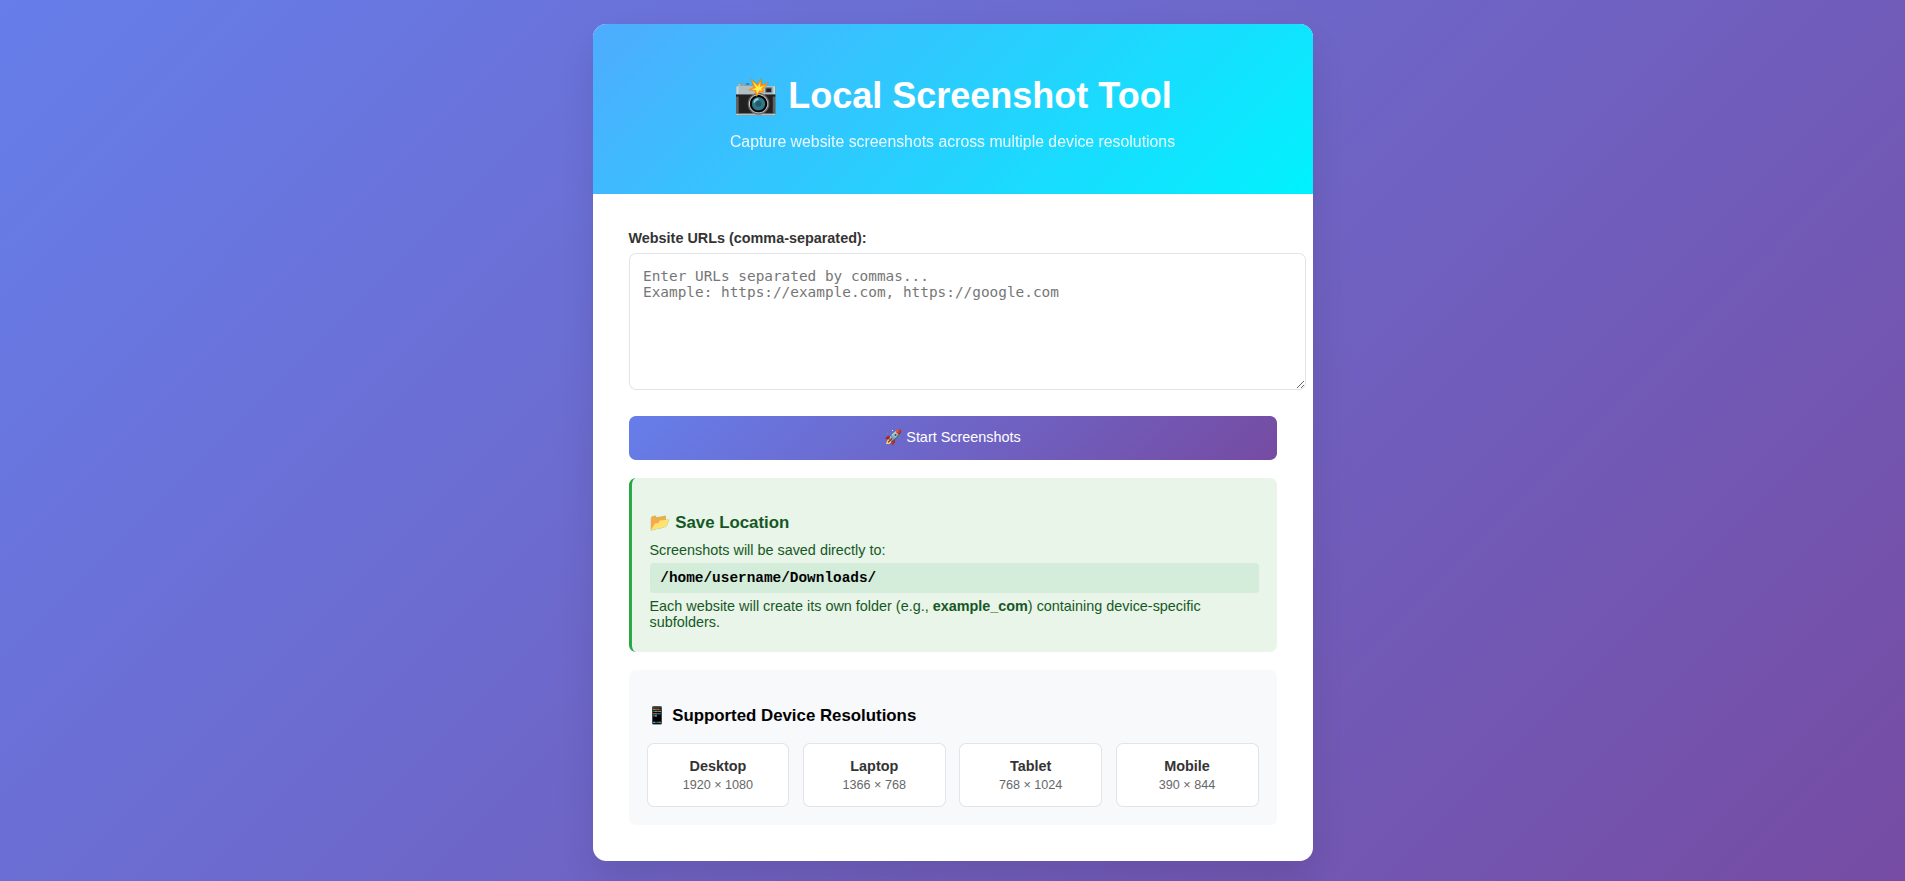 📸 Local Screenshot Tool
Capture website screenshots across multiple device resolutions
Website URLs (comma-separated):
Enter URLs separated by commas...
Example: https://example.com, https://google.com
🚀 Start Screenshots
📂 Save Location
Screenshots will be saved directly to:
/home/username/Downloads/
Each website will create its own folder (e.g., example_com) containing device-specific
subfolders.
📱 Supported Device Resolutions
Desktop
1920 × 1080
Laptop
1366 × 768
Tablet
768 × 1024
Mobile
390 × 844